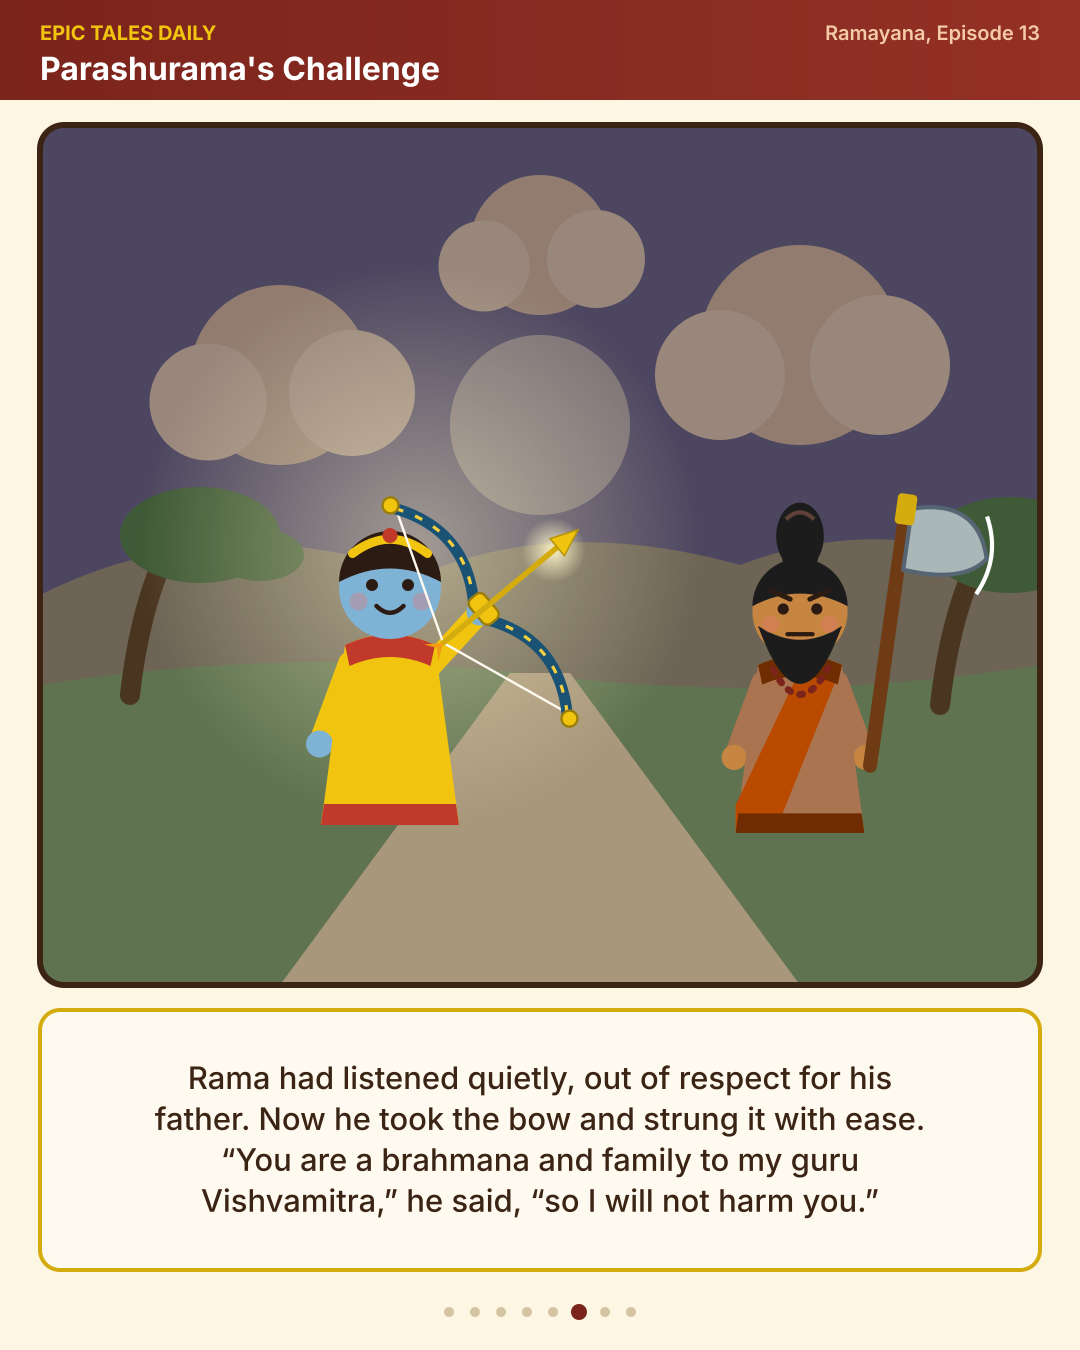 EPIC TALES DAILY
Ramayana, Episode 13
Parashurama's Challenge
Rama had listened quietly, out of respect for his
father. Now he took the bow and strung it with ease.
“You are a brahmana and family to my guru
Vishvamitra,” he said, “so I will not harm you.”